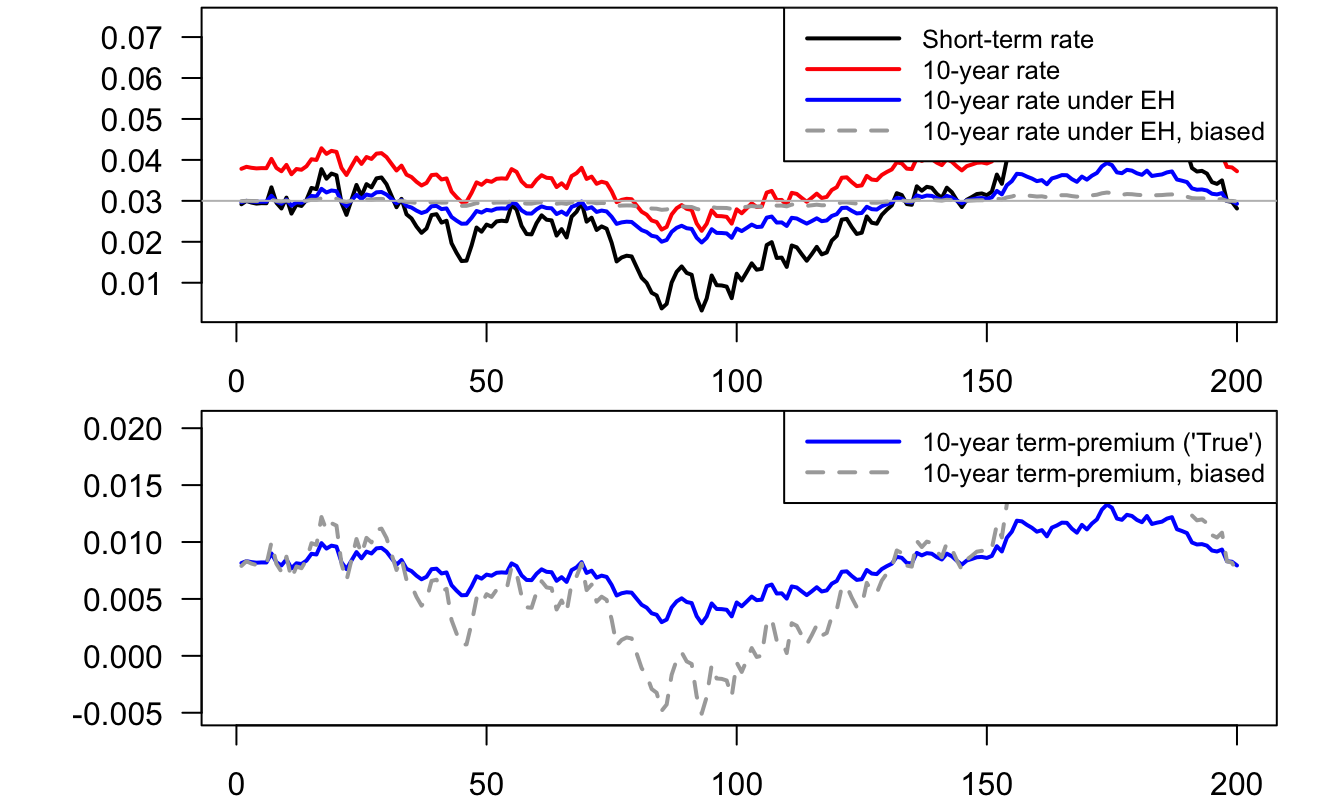 0.07
0.06
0.05
0.04
0.03
0.02
0.01
Short-term rate
10-year rate
10-year rate under EH
10-year rate under EH, biased
0 50 100 150 200
0.020
0.015
0.010
0.005
0.000
-0.005
10-year term-premium ('True')
10-year term-premium, biased
0 50 100 150 200